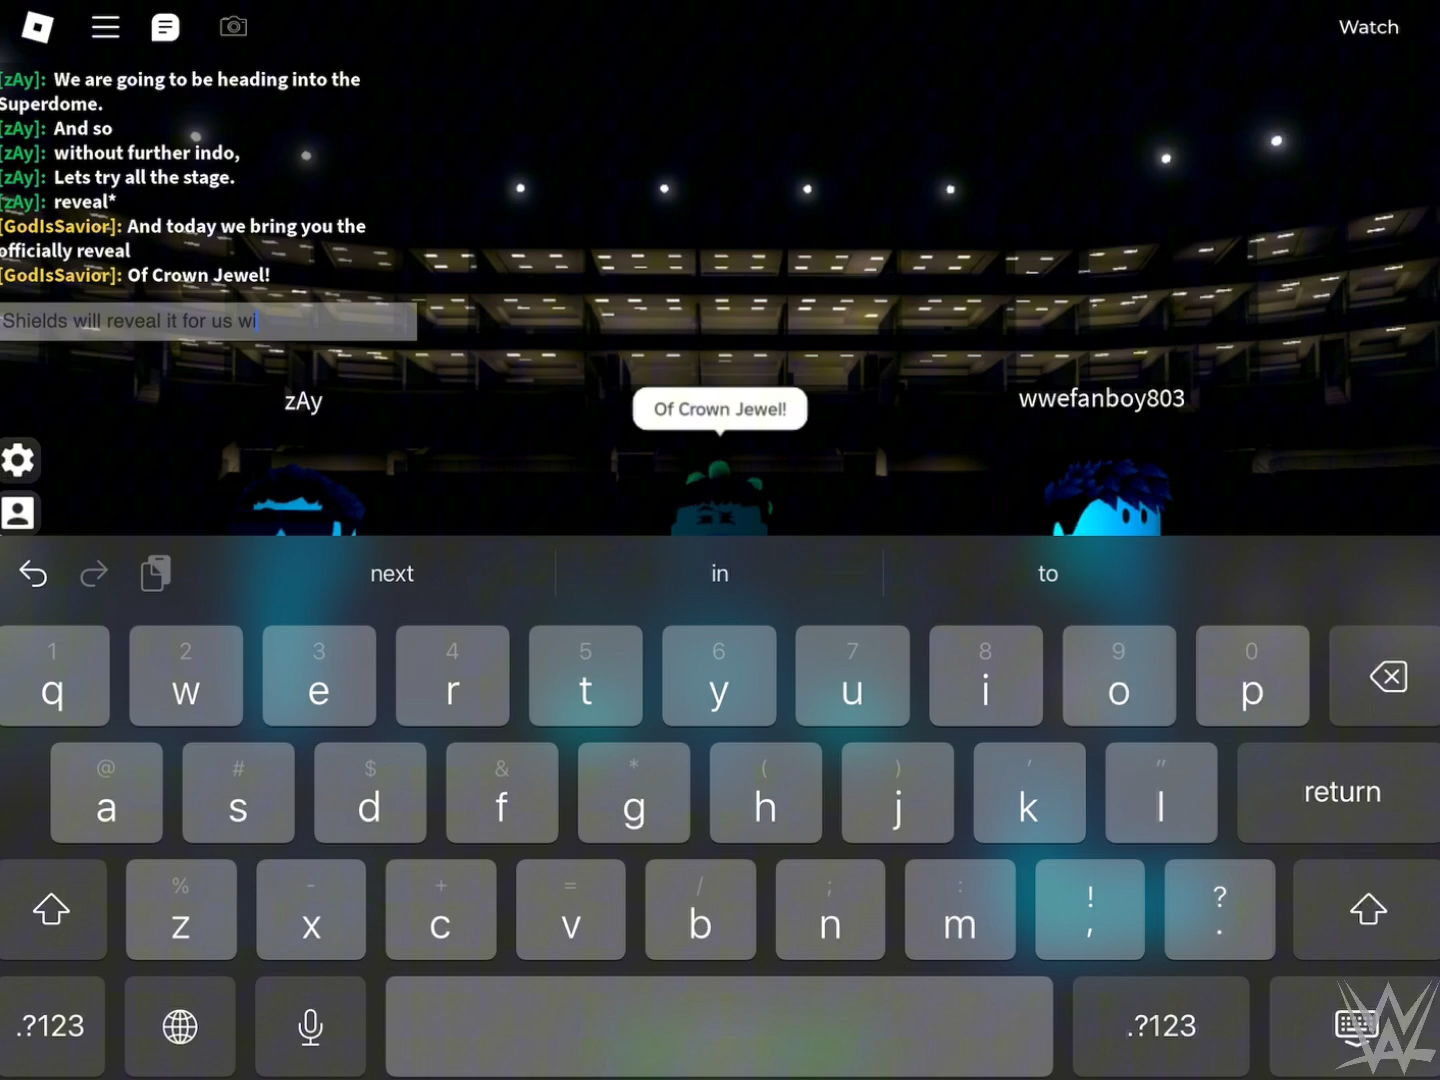 Watch
[zAy]: We are going to be heading into the
Superdome.
[zAy]: And so
[zAy]: without further indo,
[zAy]: Lets try all the stage.
[zAy]: reveal*
[GodIsSavior]: And today we bring you the
officially reveal
[GodIsSavior]: Of Crown Jewel!
Shields will reveal it for us wi
zAy
Of Crown Jewel!
wwefanboy803
next in to
1 2 3 4 5 6 7 8 9 0
q w e r t y u i o p
@ # $ & * ( ) ' "
a s d f g h j k l return
% - + = / ; : ! ?
z x c v b n m , .
.?123 .?123